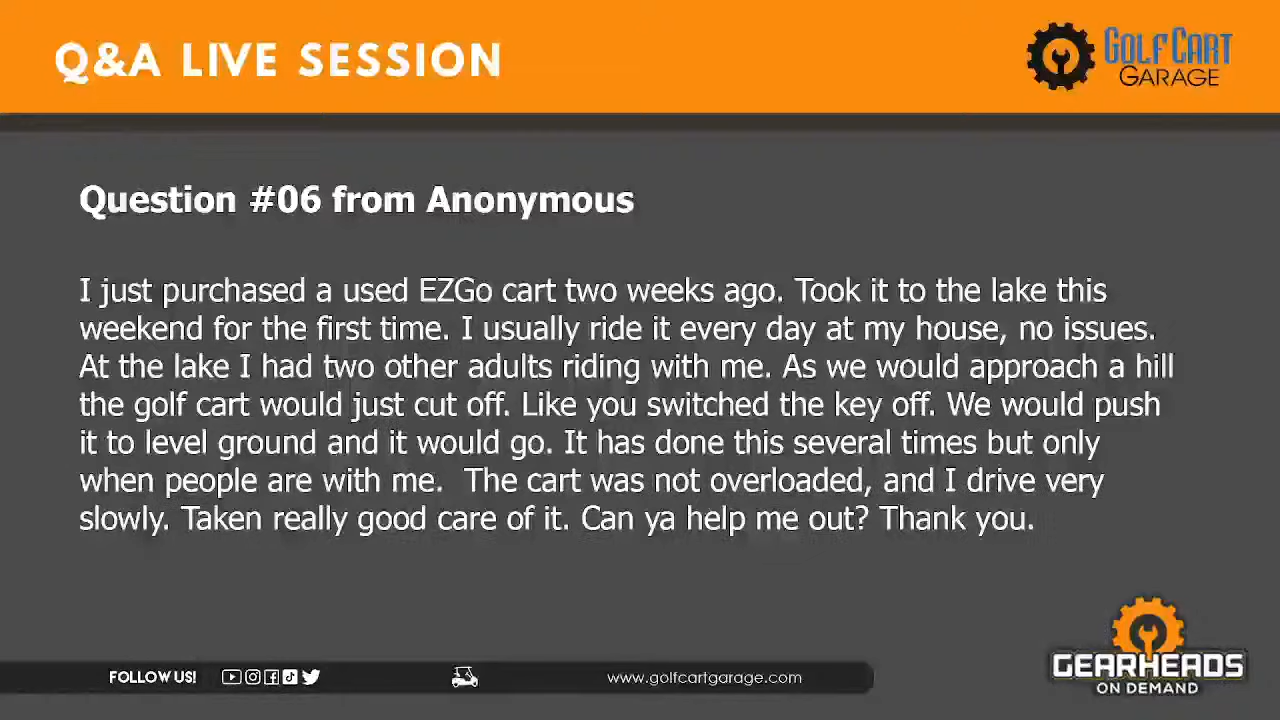 Q&A LIVE SESSION
GOLF CART
GARAGE
Question #06 from Anonymous
I just purchased a used EZGo cart two weeks ago. Took it to the lake this
weekend for the first time. I usually ride it every day at my house, no issues.
At the lake I had two other adults riding with me. As we would approach a hill
the golf cart would just cut off. Like you switched the key off. We would push
it to level ground and it would go. It has done this several times but only
when people are with me.  The cart was not overloaded, and I drive very
slowly. Taken really good care of it. Can ya help me out? Thank you.
FOLLOW US!
www.golfcartgarage.com
GEARHEADS
ON DEMAND